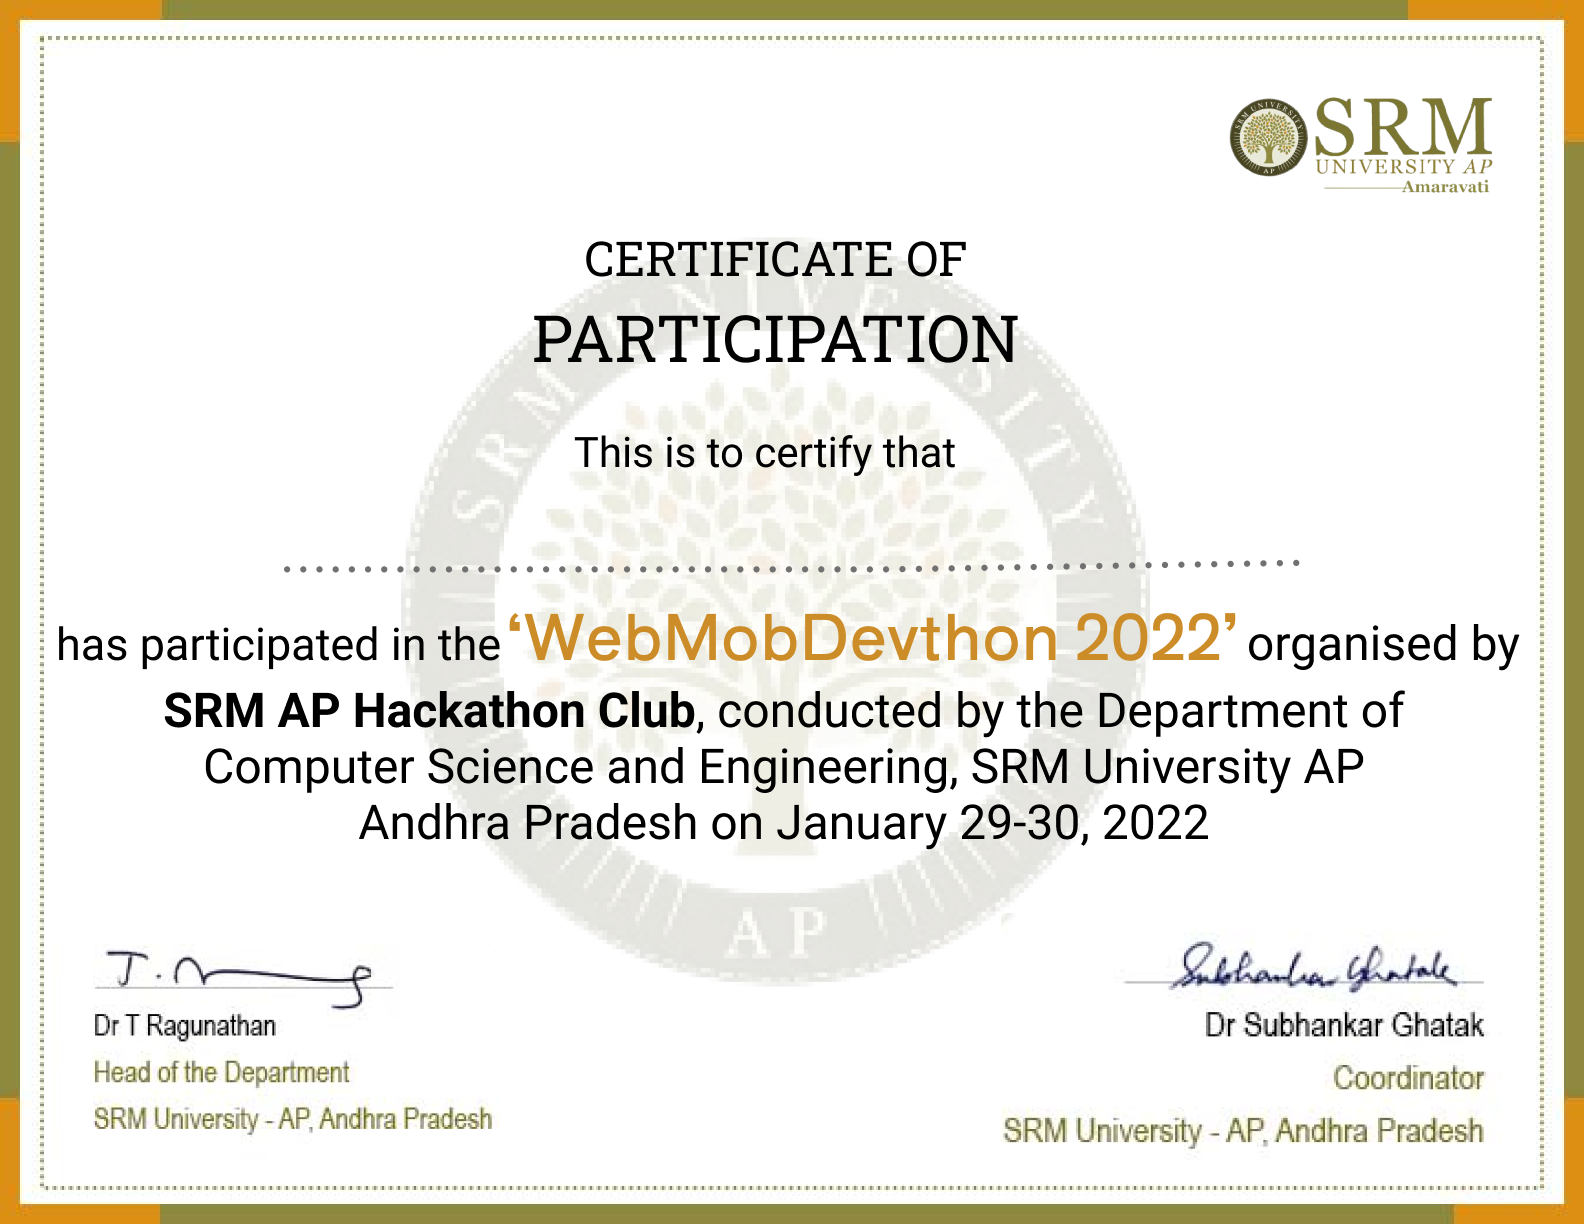 SRM UNIVERSITY
AP
SRM
UNIVERSITY AP
Amaravati
CERTIFICATE OF
PARTICIPATION
This is to certify that
has participated in the ‘WebMobDevthon 2022’ organised by
SRM AP Hackathon Club, conducted by the Department of
Computer Science and Engineering, SRM University AP
Andhra Pradesh on January 29-30, 2022
SRM UNIVERSITY
AP
J.
Subhankar Ghatak
Dr T Ragunathan
Dr Subhankar Ghatak
Head of the Department
Coordinator
SRM University - AP, Andhra Pradesh
SRM University - AP, Andhra Pradesh